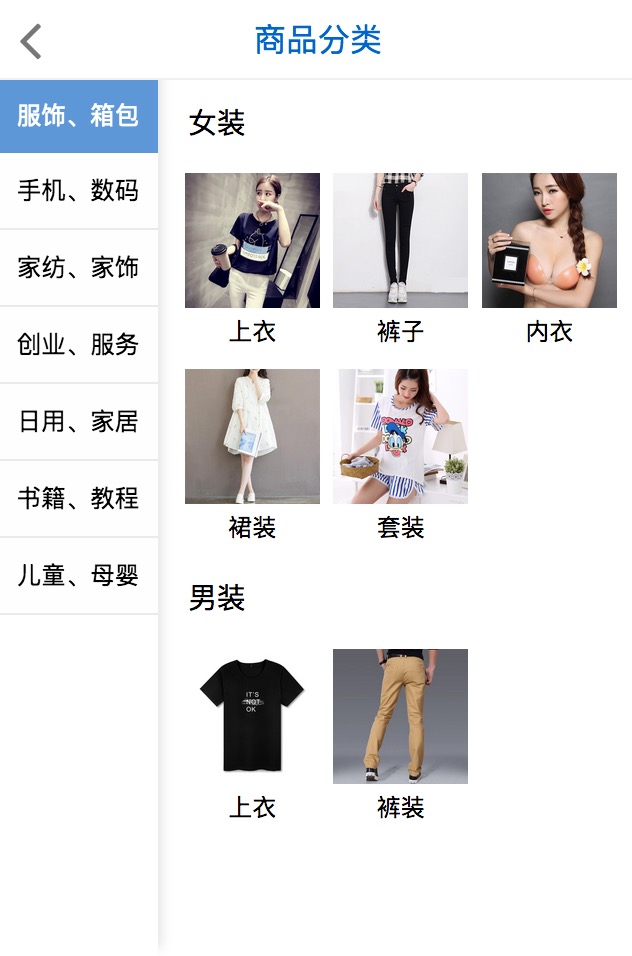 商品分类
服饰、箱包
手机、数码
家纺、家饰
创业、服务
日用、家居
书籍、教程
儿童、母婴
女装
上衣
裤子
内衣
裙装
套装
男装
IT'S
NOT
OK
上衣
裤装